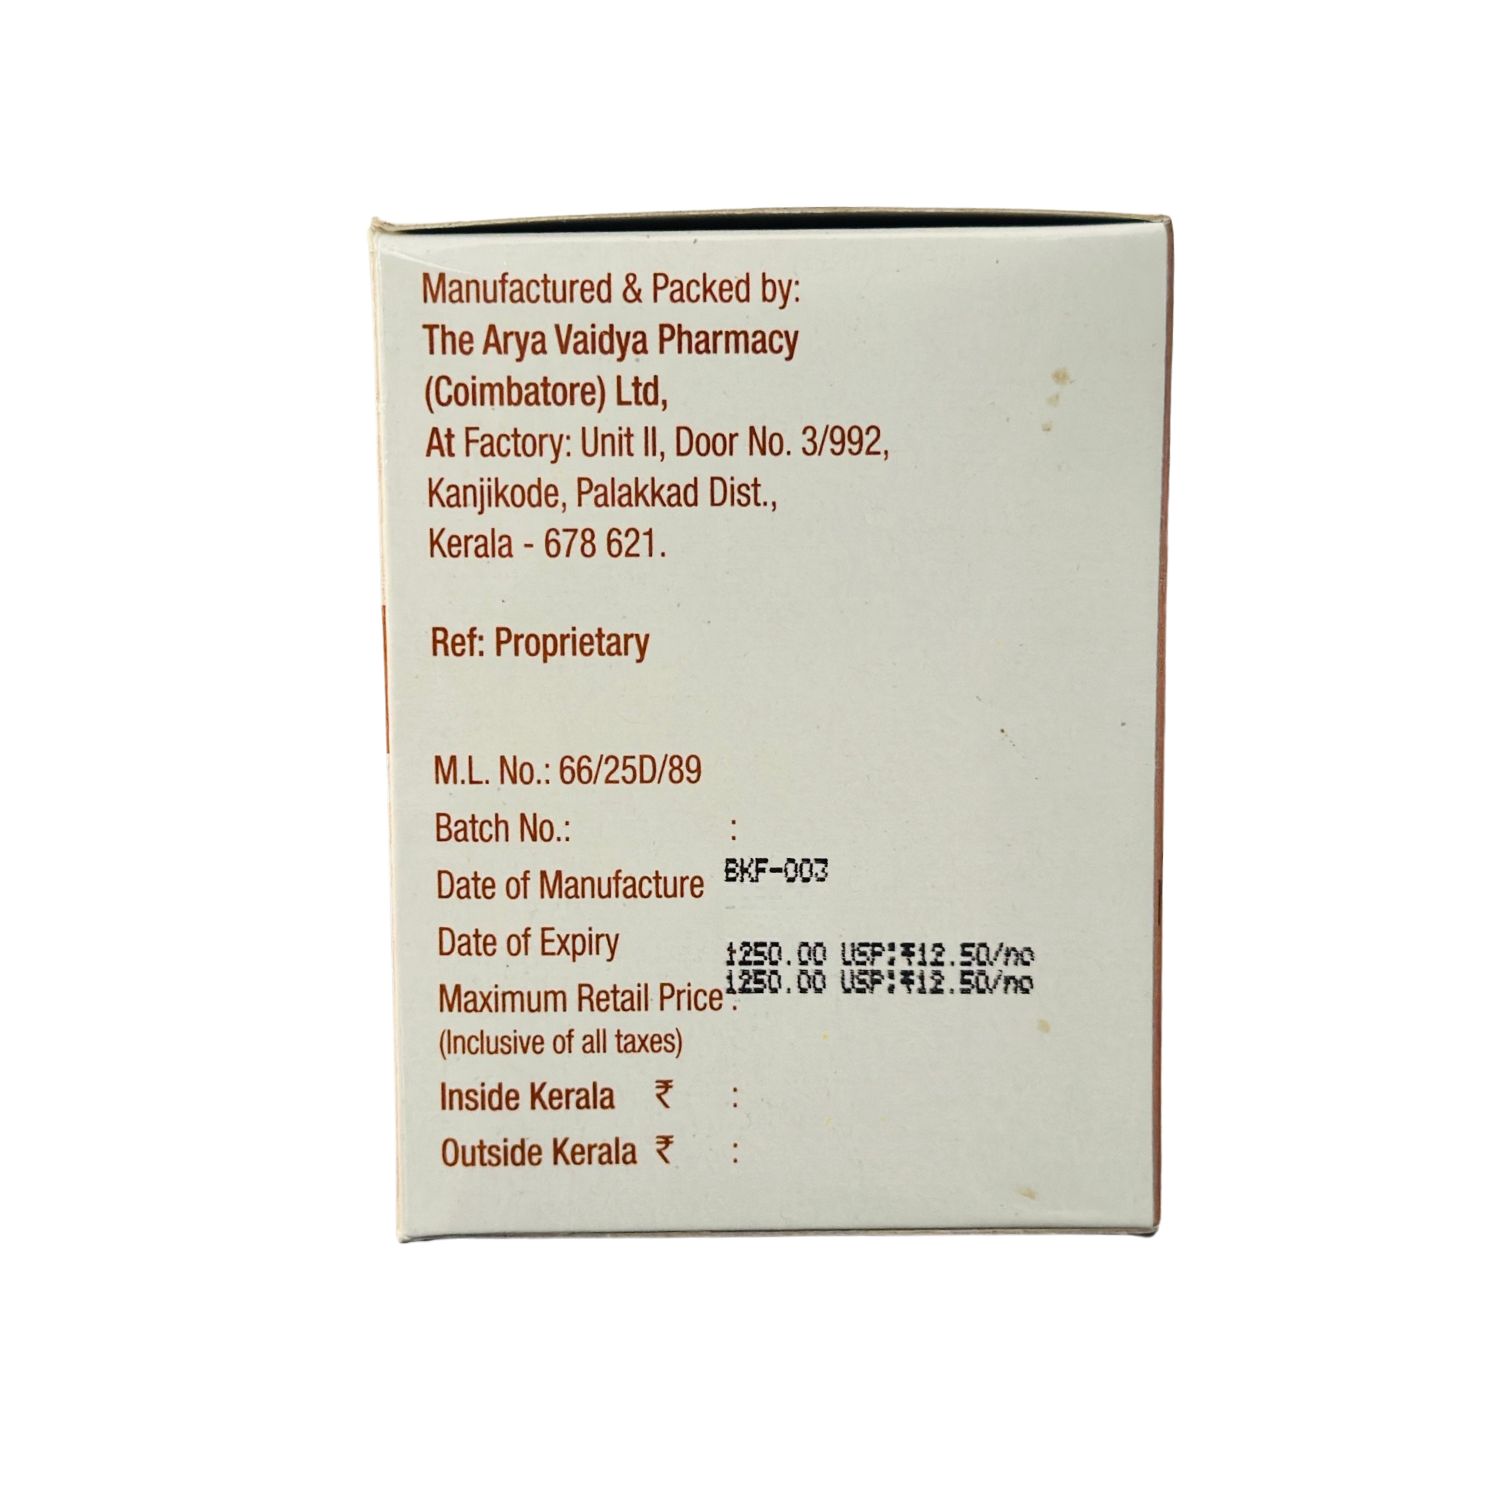 Manufactured & Packed by:
The Arya Vaidya Pharmacy
(Coimbatore) Ltd,
At Factory: Unit II, Door No. 3/992,
Kanjikode, Palakkad Dist.,
Kerala - 678 621.
Ref: Proprietary
M.L. No.: 66/25D/89
Batch No.: :
Date of Manufacture BKF-003
Date of Expiry 1250.00 USP:₹12.50/no
Maximum Retail Price : 1250.00 USP:₹12.50/no
(Inclusive of all taxes)
Inside Kerala ₹ :
Outside Kerala ₹ :